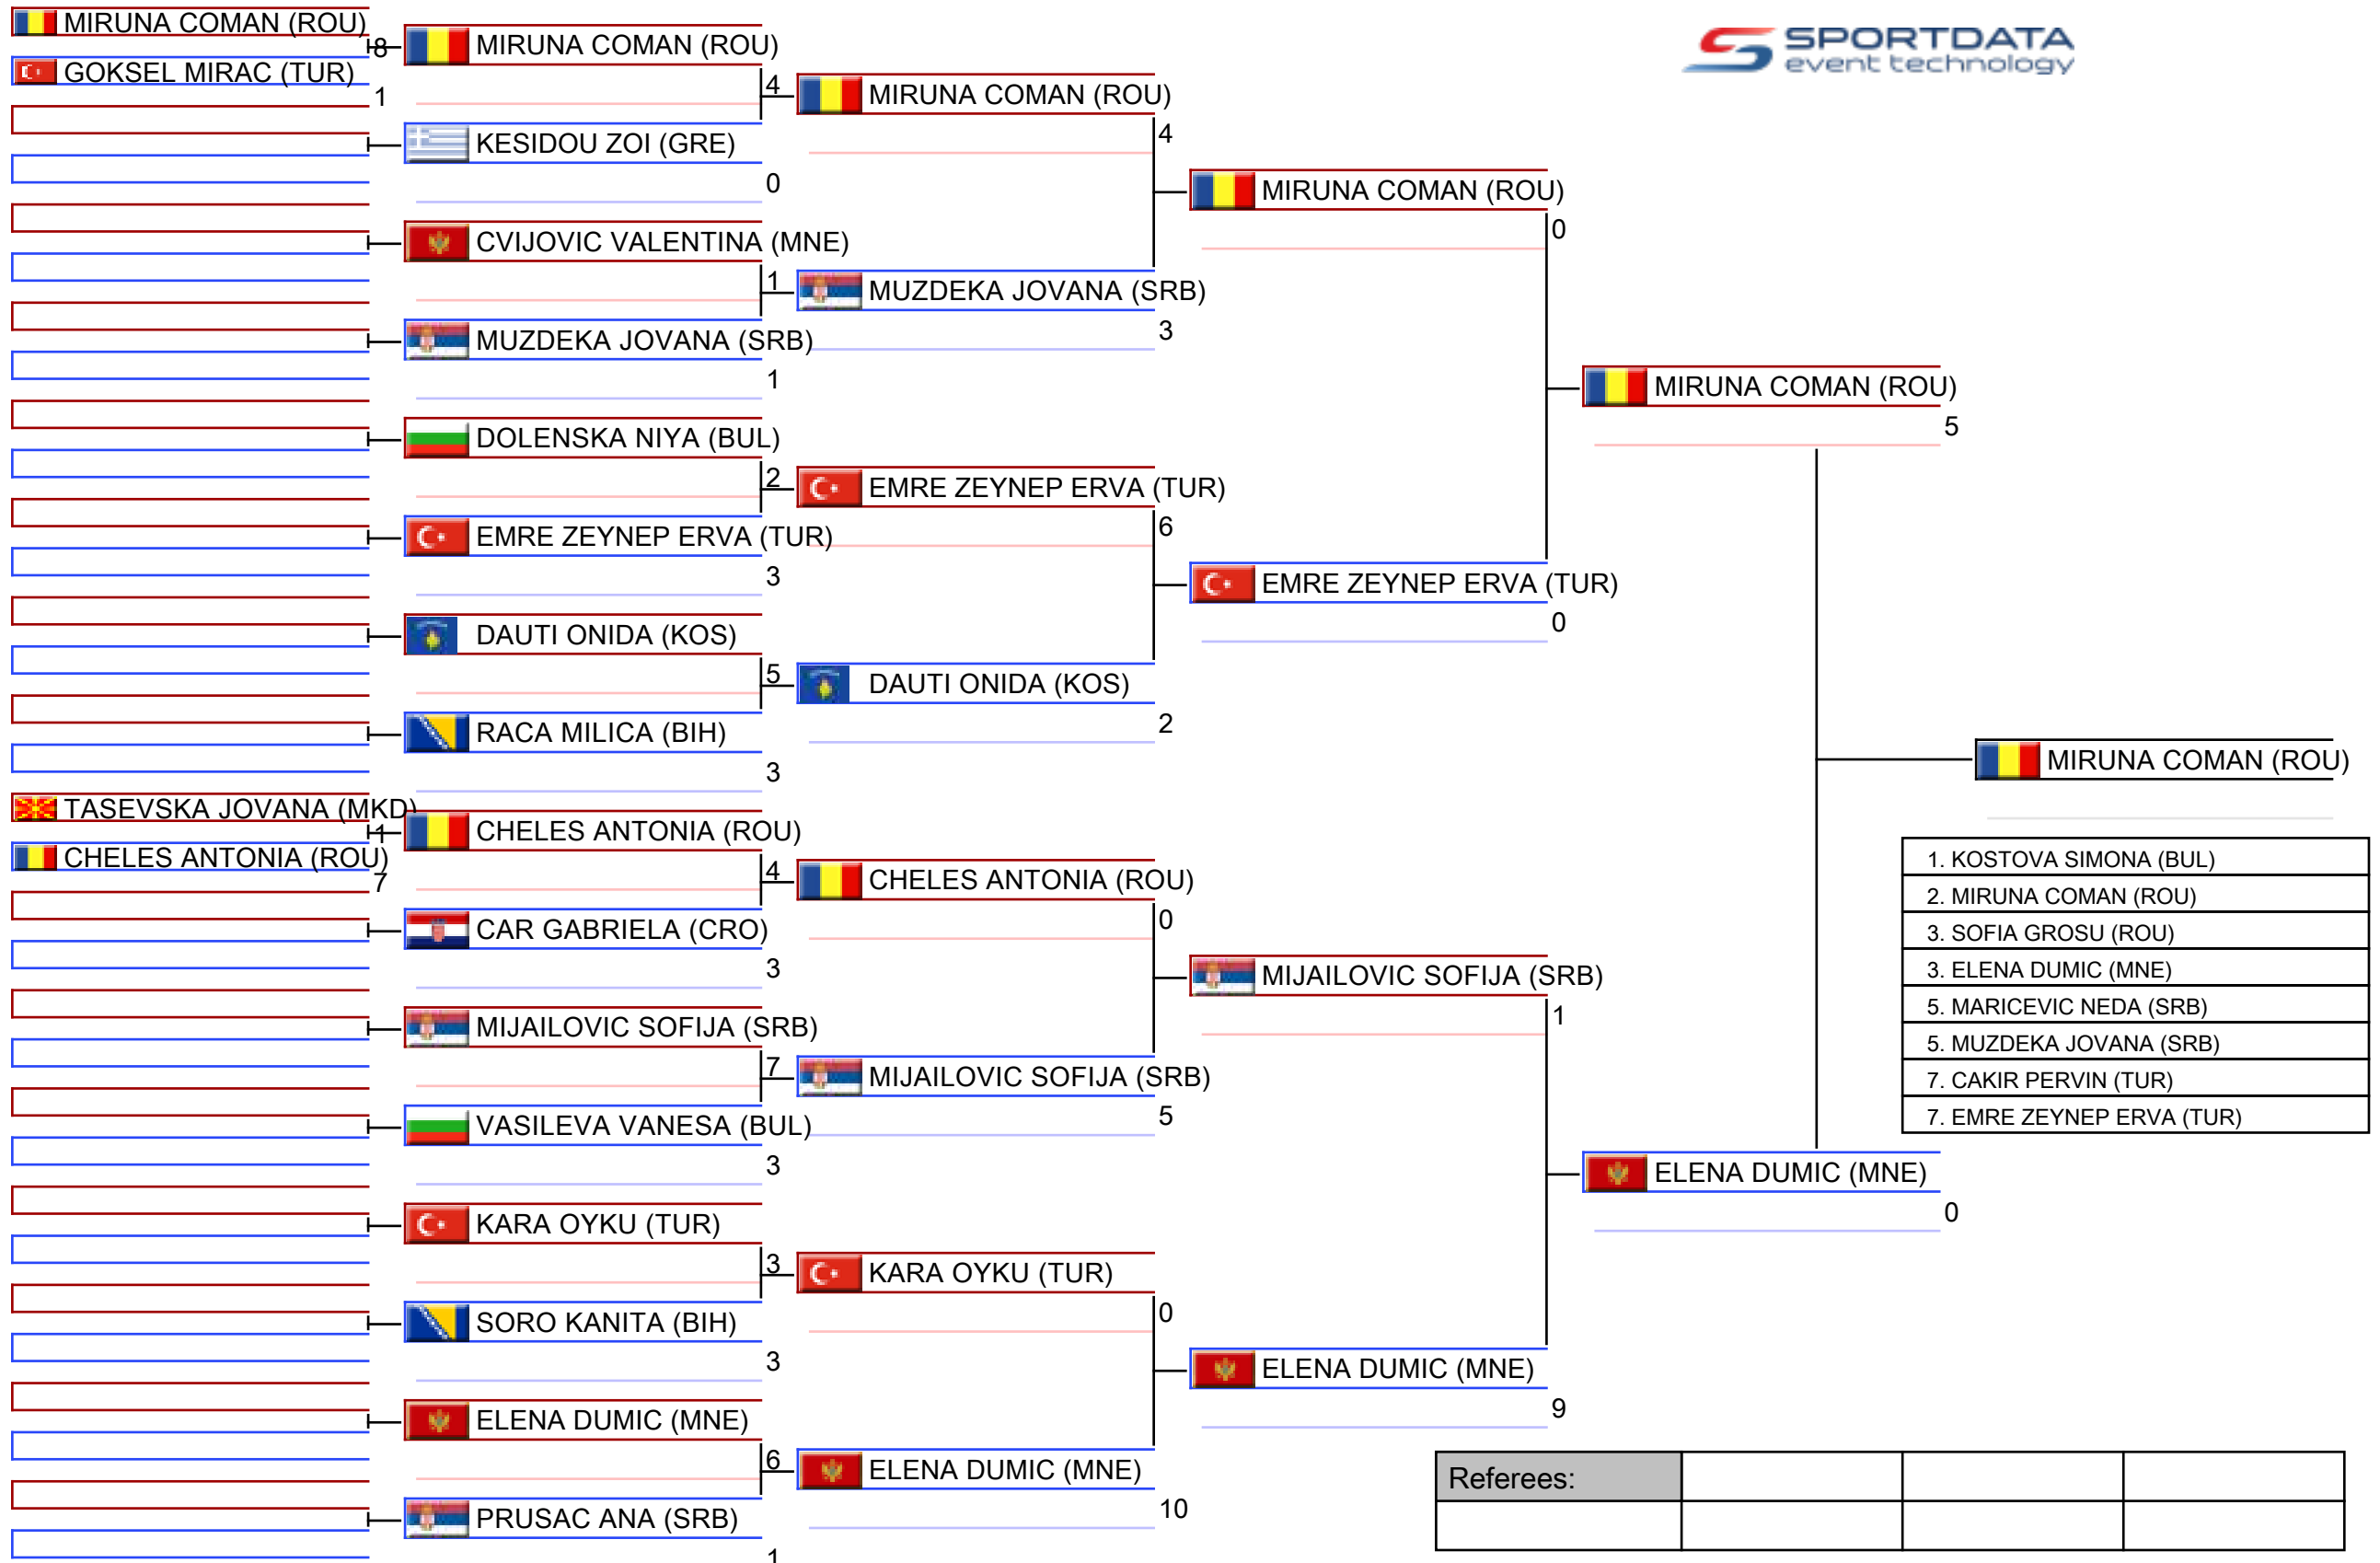 MIRUNA COMAN (ROU)
8
GOKSEL MIRAC (TUR)
1
TASEVSKA JOVANA (MKD)
1
CHELES ANTONIA (ROU)
7
MIRUNA COMAN (ROU)
4
KESIDOU ZOI (GRE)
0
CVIJOVIC VALENTINA (MNE)
1
MUZDEKA JOVANA (SRB)
1
DOLENSKA NIYA (BUL)
2
EMRE ZEYNEP ERVA (TUR)
3
DAUTI ONIDA (KOS)
5
RACA MILICA (BIH)
3
CHELES ANTONIA (ROU)
4
CAR GABRIELA (CRO)
3
MIJAILOVIC SOFIJA (SRB)
7
VASILEVA VANESA (BUL)
3
KARA OYKU (TUR)
3
SORO KANITA (BIH)
3
ELENA DUMIC (MNE)
6
PRUSAC ANA (SRB)
1
MIRUNA COMAN (ROU)
4
MUZDEKA JOVANA (SRB)
3
EMRE ZEYNEP ERVA (TUR)
6
DAUTI ONIDA (KOS)
2
CHELES ANTONIA (ROU)
0
MIJAILOVIC SOFIJA (SRB)
5
KARA OYKU (TUR)
0
ELENA DUMIC (MNE)
10
MIRUNA COMAN (ROU)
0
EMRE ZEYNEP ERVA (TUR)
0
MIJAILOVIC SOFIJA (SRB)
1
ELENA DUMIC (MNE)
9
MIRUNA COMAN (ROU)
5
ELENA DUMIC (MNE)
0
SPORTDATA
event technology
MIRUNA COMAN (ROU)
1. KOSTOVA SIMONA (BUL)
2. MIRUNA COMAN (ROU)
3. SOFIA GROSU (ROU)
3. ELENA DUMIC (MNE)
5. MARICEVIC NEDA (SRB)
5. MUZDEKA JOVANA (SRB)
7. CAKIR PERVIN (TUR)
7. EMRE ZEYNEP ERVA (TUR)
Referees: